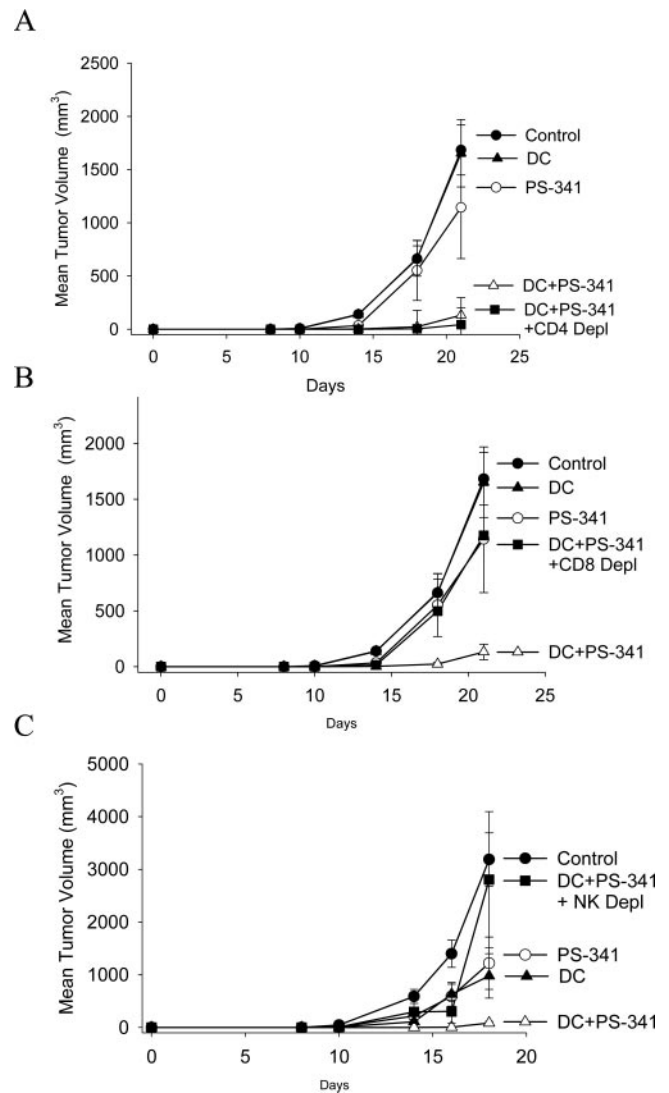 A
Mean Tumor Volume (mm³)
2500
2000
1500
1000
500
0
0 5 10 15 20 25
Days
Control
DC
PS-341
DC+PS-341
DC+PS-341
+CD4 Depl
B
Mean Tumor Volume (mm³)
2000
1500
1000
500
0
0 5 10 15 20 25
Days
Control
DC
PS-341
DC+PS-341
+CD8 Depl
DC+PS-341
C
Mean Tumor Volume (mm³)
5000
4000
3000
2000
1000
0
0 5 10 15 20
Days
Control
DC+PS-341
+ NK Depl
PS-341
DC
DC+PS-341